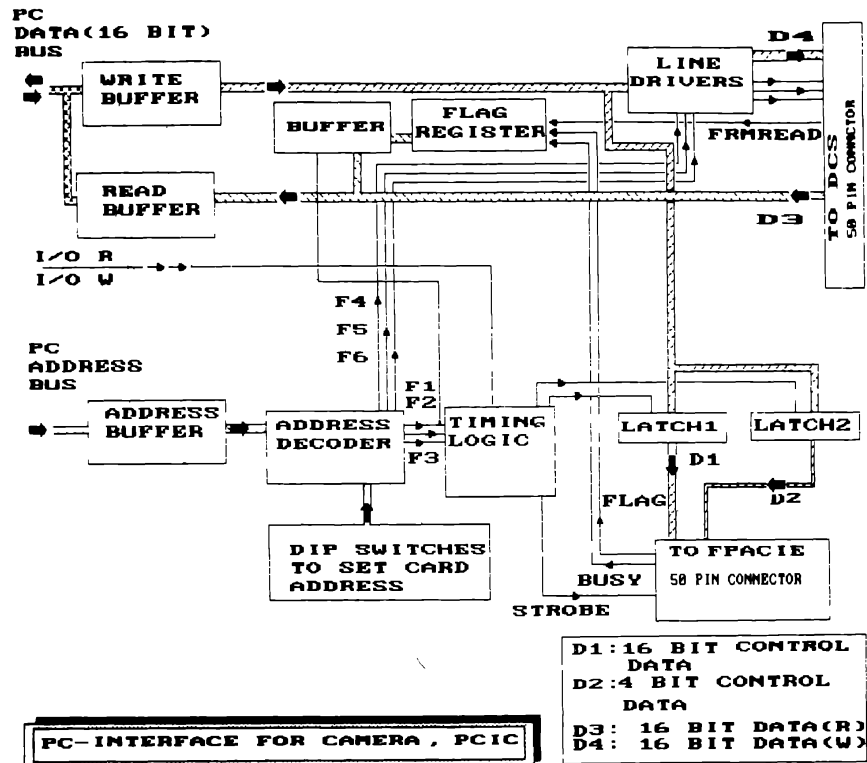 PC
DATA(16 BIT)
BUS
WRITE
BUFFER
LINE
DRIVERS
D4
BUFFER
FLAG
REGISTER
FRMREAD
TO DCS
50 PIN CONNECTOR
READ
BUFFER
D3
I/O R
I/O W
F4
F5
F6
PC
ADDRESS
BUS
ADDRESS
BUFFER
ADDRESS
DECODER
F1
F2
F3
TIMING
LOGIC
LATCH1
LATCH2
D1
D2
FLAG
DIP SWITCHES
TO SET CARD
ADDRESS
BUSY
STROBE
TO FPACIE
50 PIN CONNECTOR
D1:16 BIT CONTROL
DATA
D2:4 BIT CONTROL
DATA
D3: 16 BIT DATA(R)
D4: 16 BIT DATA(W)
PC-INTERFACE FOR CAMERA, PCIC